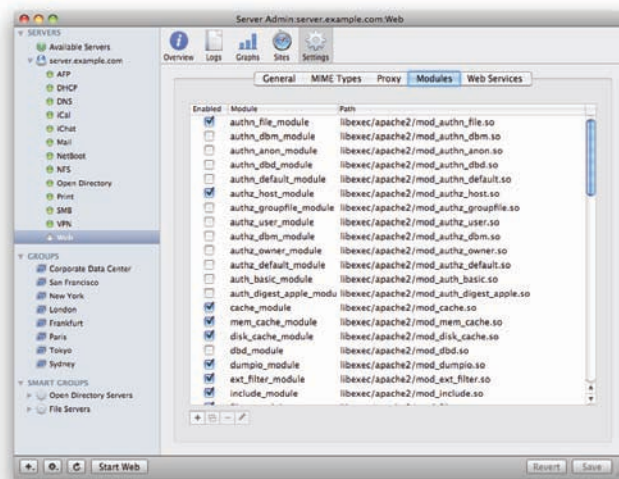 Server Admin:server.example.com:Web
SERVERS
Available Servers
server.example.com
AFP
DHCP
DNS
iCal
iChat
Mail
NetBoot
NFS
Open Directory
Print
SMB
VPN
Web
GROUPS
Corporate Data Center
San Francisco
New York
London
Frankfurt
Paris
Tokyo
Sydney
SMART GROUPS
Open Directory Servers
File Servers
Overview Logs Graphs Sites Settings
General MIME Types Proxy Modules Web Services
Enabled Module Path
authn_file_module libexec/apache2/mod_authn_file.so
authn_dbm_module libexec/apache2/mod_authn_dbm.so
authn_anon_module libexec/apache2/mod_authn_anon.so
authn_dbd_module libexec/apache2/mod_authn_dbd.so
authn_default_module libexec/apache2/mod_authn_default.so
authz_host_module libexec/apache2/mod_authz_host.so
authz_groupfile_module libexec/apache2/mod_authz_groupfile.so
authz_user_module libexec/apache2/mod_authz_user.so
authz_dbm_module libexec/apache2/mod_authz_dbm.so
authz_owner_module libexec/apache2/mod_authz_owner.so
authz_default_module libexec/apache2/mod_authz_default.so
auth_basic_module libexec/apache2/mod_auth_basic.so
auth_digest_apple_modu libexec/apache2/mod_auth_digest_apple.so
cache_module libexec/apache2/mod_cache.so
mem_cache_module libexec/apache2/mod_mem_cache.so
disk_cache_module libexec/apache2/mod_disk_cache.so
dbd_module libexec/apache2/mod_dbd.so
dumpio_module libexec/apache2/mod_dumpio.so
ext_filter_module libexec/apache2/mod_ext_filter.so
include_module libexec/apache2/mod_include.so
Start Web Revert Save